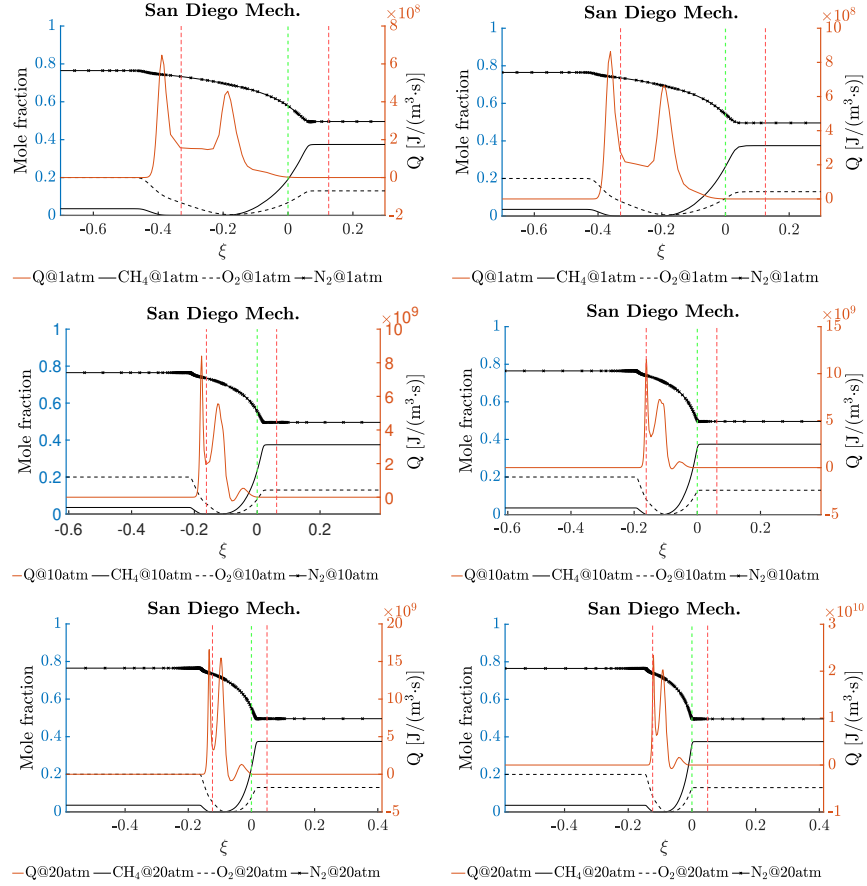 San Diego Mech.
×10⁸
1
0.8
0.6
0.4
0.2
0
8
6
4
2
0
-2
Mole fraction
Q [J/(m³·s)]
-0.6 -0.4 -0.2 0 0.2
ξ
Q@1atm CH₄@1atm O₂@1atm N₂@1atm
San Diego Mech.
×10⁸
1
0.8
0.6
0.4
0.2
0
10
8
6
4
2
0
Mole fraction
Q [J/(m³·s)]
-0.6 -0.4 -0.2 0 0.2
ξ
Q@1atm CH₄@1atm O₂@1atm N₂@1atm
San Diego Mech.
×10⁹
1
0.8
0.6
0.4
0.2
0
10
8
6
4
2
0
Mole fraction
Q [J/(m³·s)]
-0.6 -0.4 -0.2 0 0.2
ξ
Q@10atm CH₄@10atm O₂@10atm N₂@10atm
San Diego Mech.
×10⁹
1
0.8
0.6
0.4
0.2
0
15
10
5
0
-5
Mole fraction
Q [J/(m³·s)]
-0.6 -0.4 -0.2 0 0.2
ξ
Q@10atm CH₄@10atm O₂@10atm N₂@10atm
San Diego Mech.
×10⁹
1
0.8
0.6
0.4
0.2
0
20
15
10
5
0
-5
Mole fraction
Q [J/(m³·s)]
-0.4 -0.2 0 0.2 0.4
ξ
Q@20atm CH₄@20atm O₂@20atm N₂@20atm
San Diego Mech.
×10¹⁰
1
0.8
0.6
0.4
0.2
0
3
2
1
0
-1
Mole fraction
Q [J/(m³·s)]
-0.4 -0.2 0 0.2 0.4
ξ
Q@20atm CH₄@20atm O₂@20atm N₂@20atm